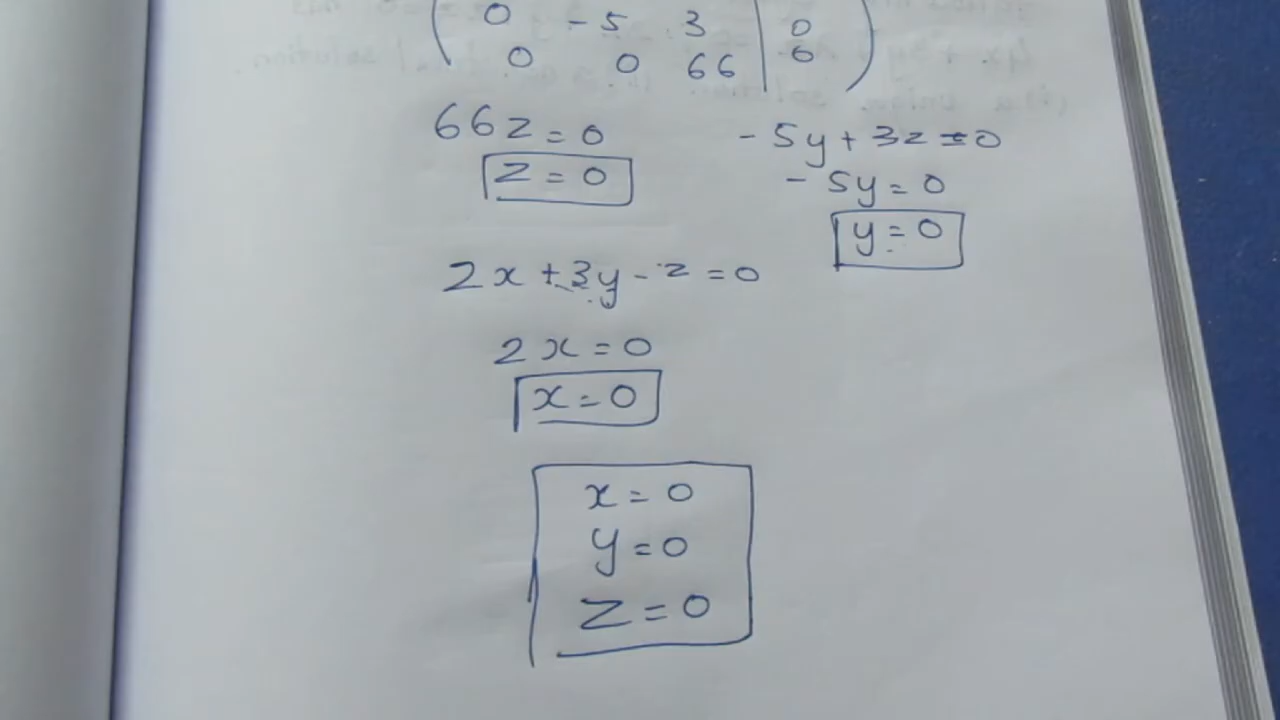 0 - 5 3 | 0
0 0 66 | 0
66z = 0
z = 0
- 5y + 3z = 0
- 5y = 0
y = 0
2x + 3y - z = 0
2x = 0
x = 0
x = 0
y = 0
z = 0